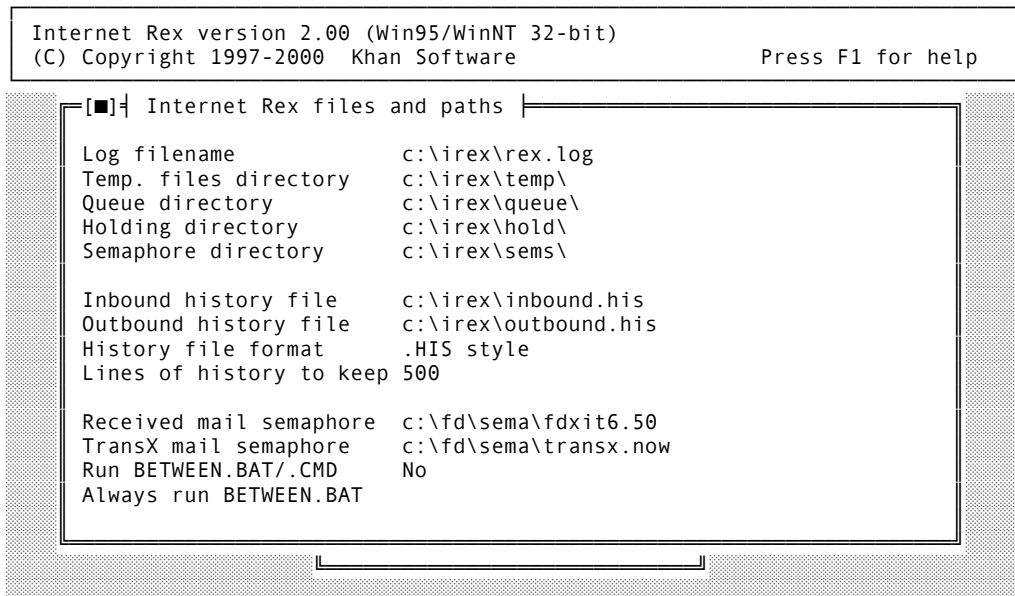 Internet Rex version 2.00 (Win95/WinNT 32-bit)
(C) Copyright 1997-2000 Khan Software Press F1 for help
[■] Internet Rex files and paths
Log filename c:\irex\rex.log
Temp. files directory c:\irex\temp\
Queue directory c:\irex\queue\
Holding directory c:\irex\hold\
Semaphore directory c:\irex\sems\
Inbound history file c:\irex\inbound.his
Outbound history file c:\irex\outbound.his
History file format .HIS style
Lines of history to keep 500
Received mail semaphore c:\fd\sema\fdxit6.50
TransX mail semaphore c:\fd\sema\transx.now
Run BETWEEN.BAT/.CMD No
Always run BETWEEN.BAT